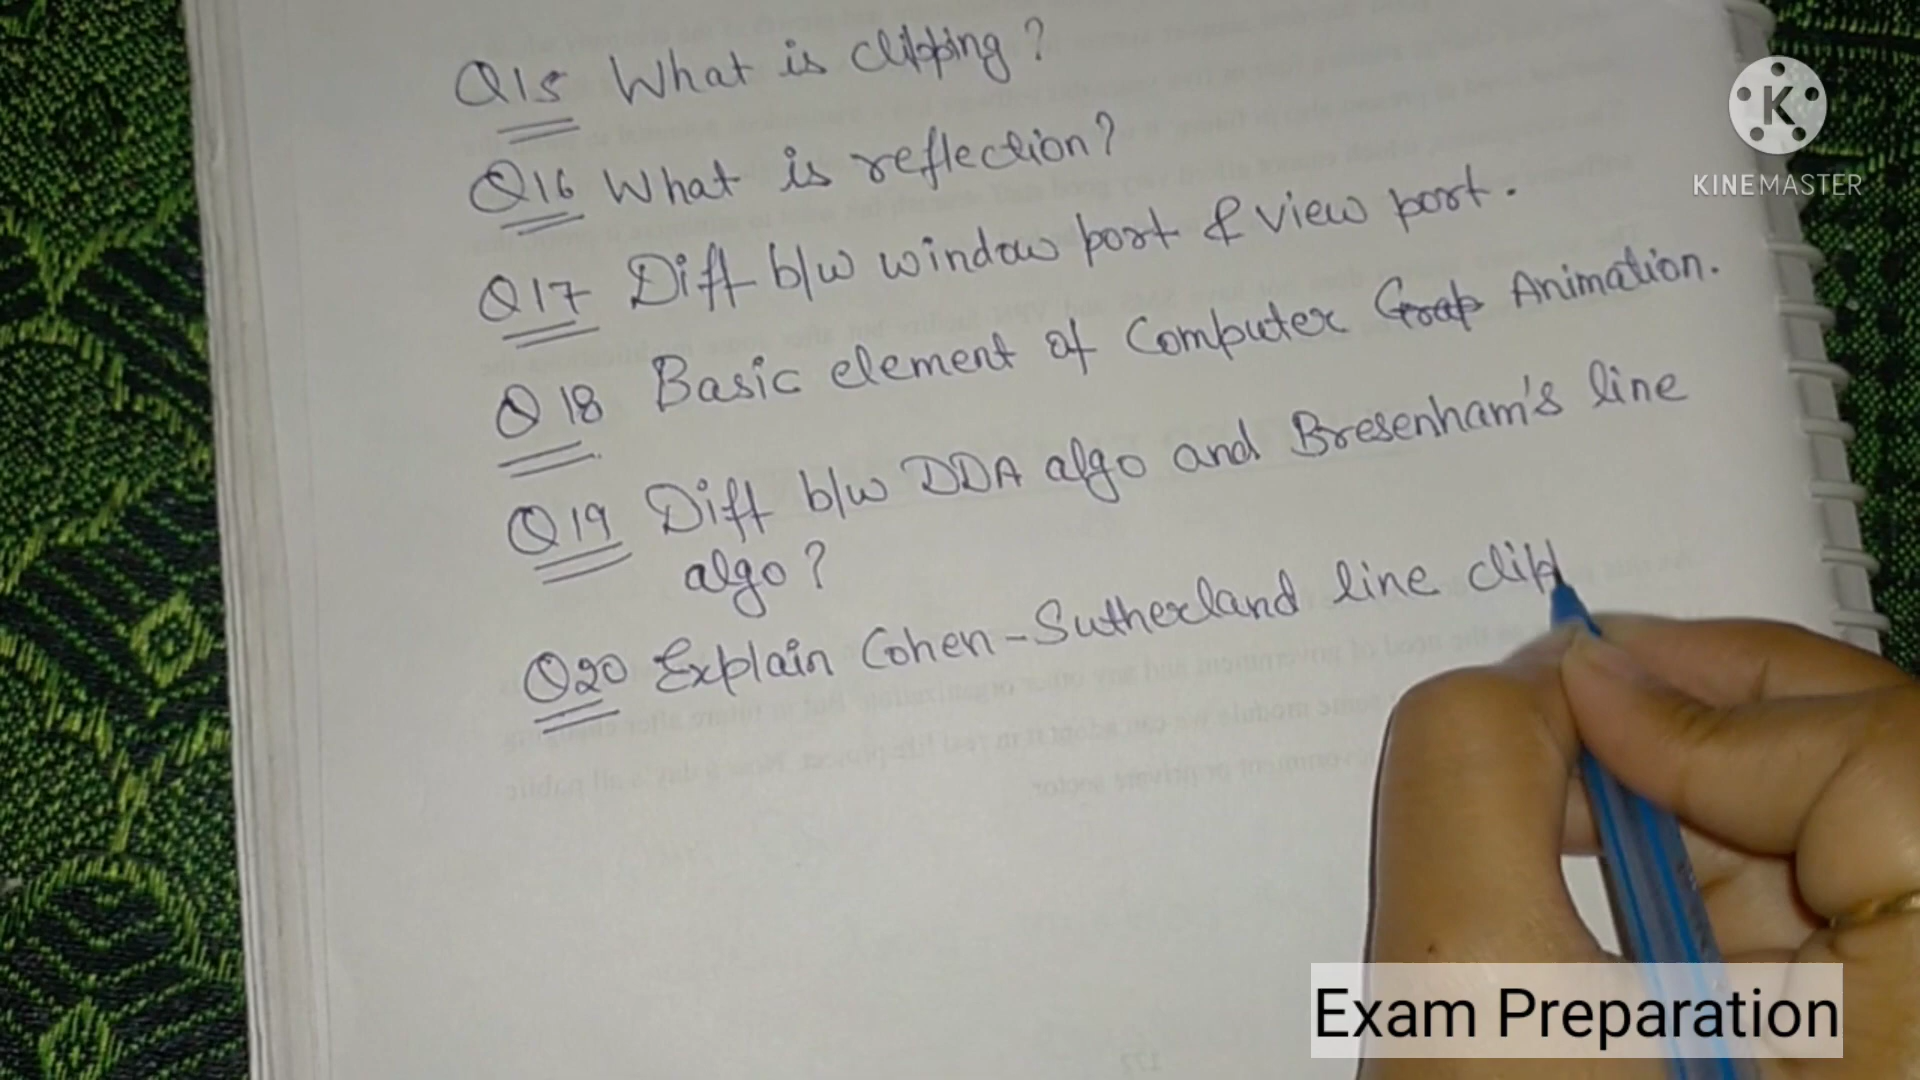 Q15 What is clipping?
Q16 What is reflection?
Q17 Diff b/w window port & view port.
Q18 Basic element of Computer Grap Animation.
Q19 Diff b/w DDA algo and Bresenham's line
algo?
Q20 Explain Cohen-Sutherland line clip
K
KINEMASTER
Exam Preparation